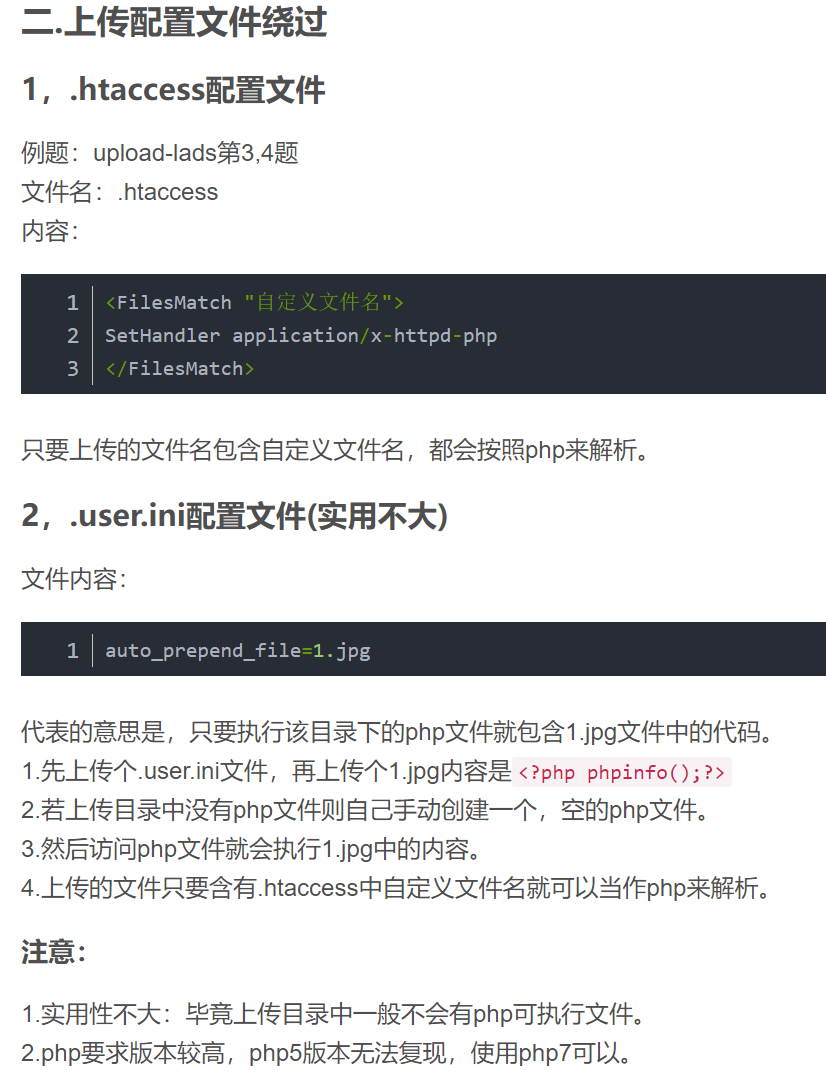 二.上传配置文件绕过
1，.htaccess配置文件
例题：upload-lads第3,4题
文件名：.htaccess
内容：
1 <FilesMatch "自定义文件名">
2 SetHandler application/x-httpd-php
3 </FilesMatch>
只要上传的文件名包含自定义文件名，都会按照php来解析。
2，.user.ini配置文件(实用不大)
文件内容：
1 auto_prepend_file=1.jpg
代表的意思是，只要执行该目录下的php文件就包含1.jpg文件中的代码。
1.先上传个.user.ini文件，再上传个1.jpg内容是<?php phpinfo();?>
2.若上传目录中没有php文件则自己手动创建一个，空的php文件。
3.然后访问php文件就会执行1.jpg中的内容。
4.上传的文件只要含有.htaccess中自定义文件名就可以当作php来解析。
注意：
1.实用性不大：毕竟上传目录中一般不会有php可执行文件。
2.php要求版本较高，php5版本无法复现，使用php7可以。